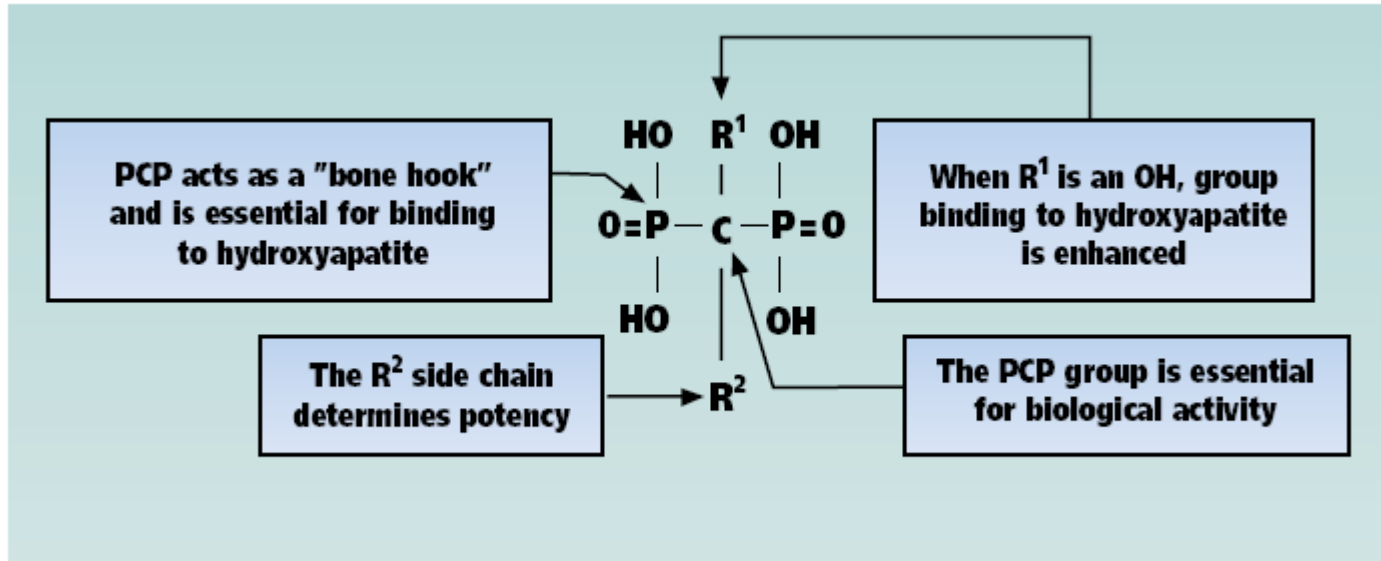 PCP acts as a "bone hook"
and is essential for binding
to hydroxyapatite
HO R¹ OH
O=P—C—P=O
HO OH
R²
When R¹ is an OH, group
binding to hydroxyapatite
is enhanced
The R² side chain
determines potency
The PCP group is essential
for biological activity